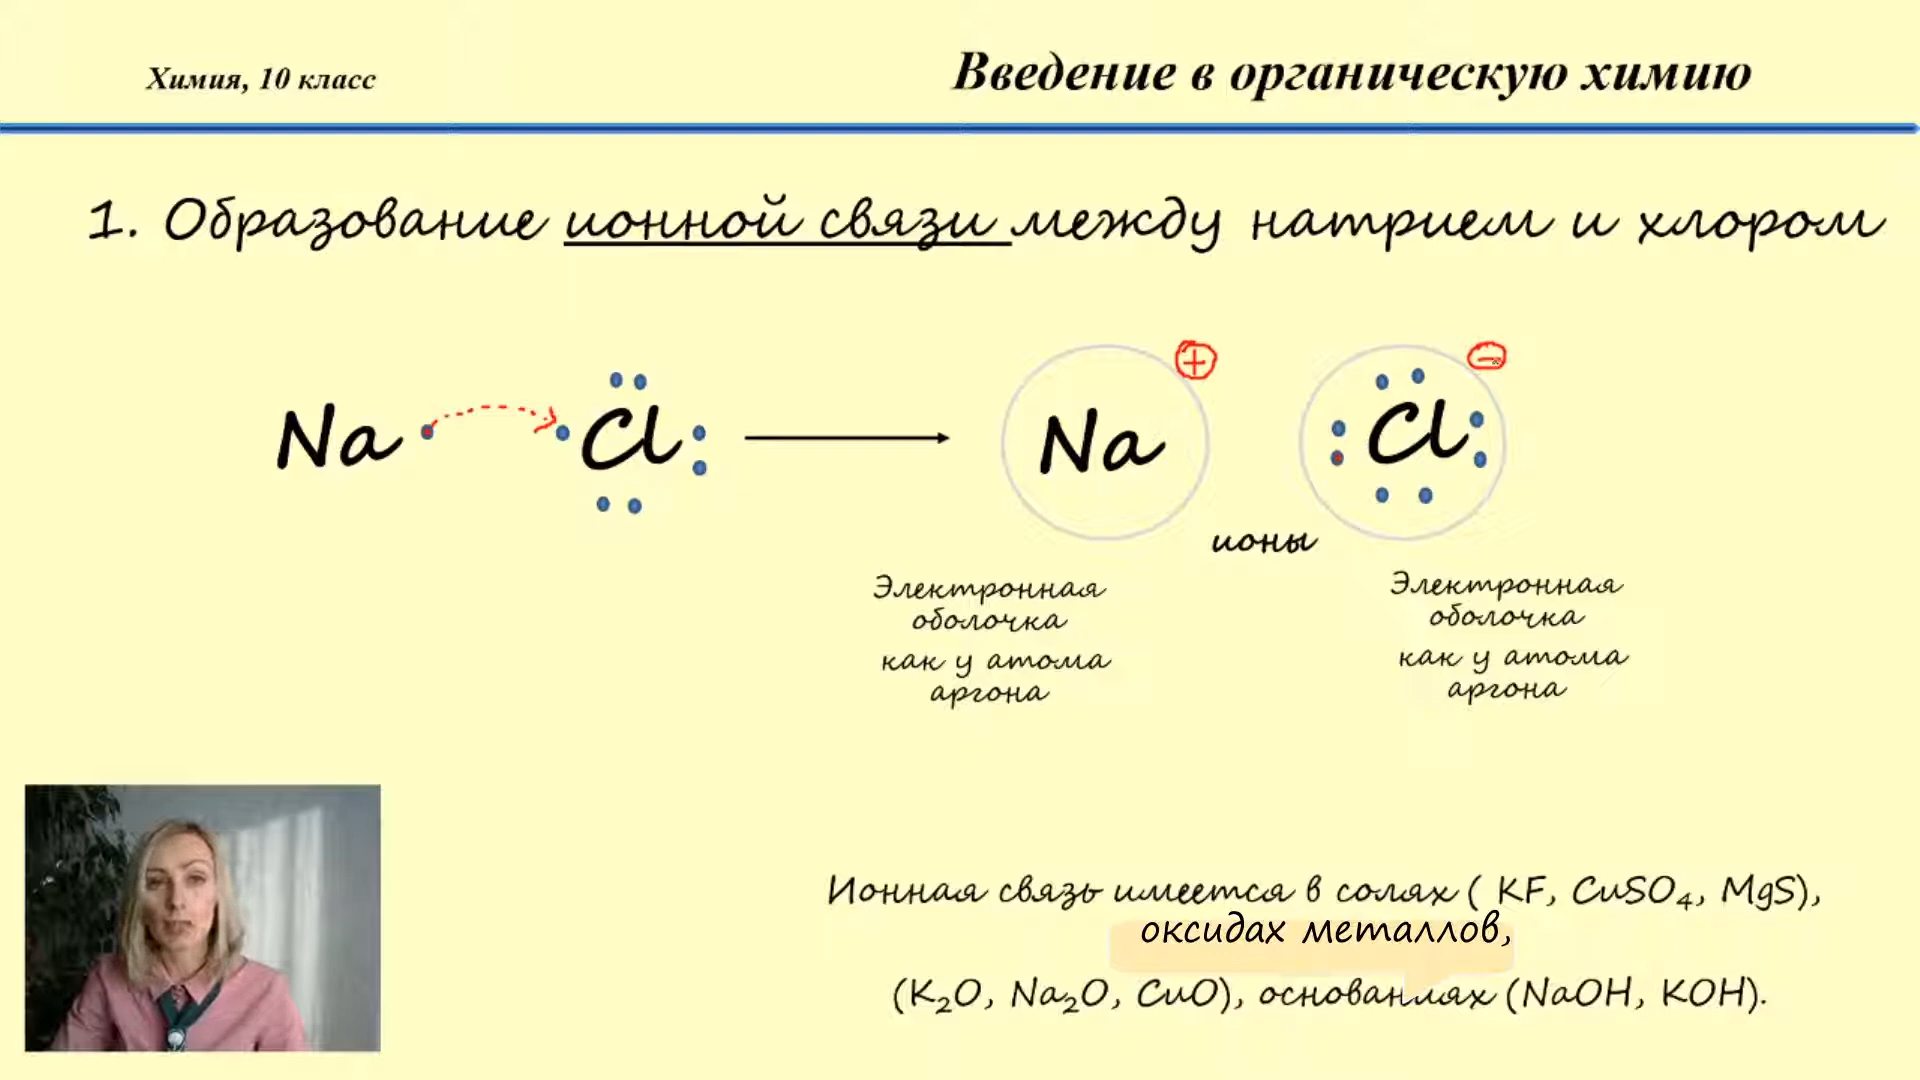 Химия, 10 класс
Введение в органическую химию
1. Образование ионной связи между натрием и хлором
Na Cl Na + Cl −
ионы
Электронная
оболочка
как у атома
аргона
Электронная
оболочка
как у атома
аргона
Ионная связь имеется в солях ( KF, CuSO₄, MgS),
оксидах металлов,
(K₂O, Na₂O, CuO), основаниях (NaOH, KOH).